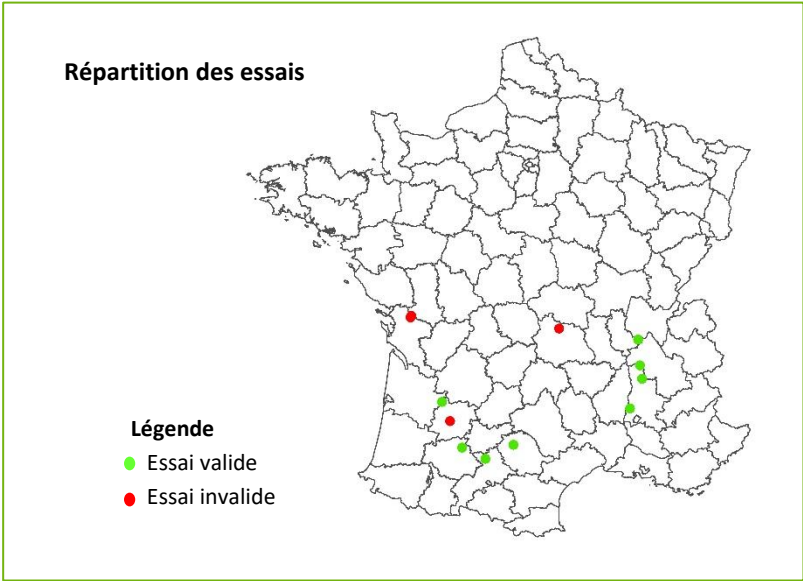 Répartition des essais
Légende
Essai valide
Essai invalide